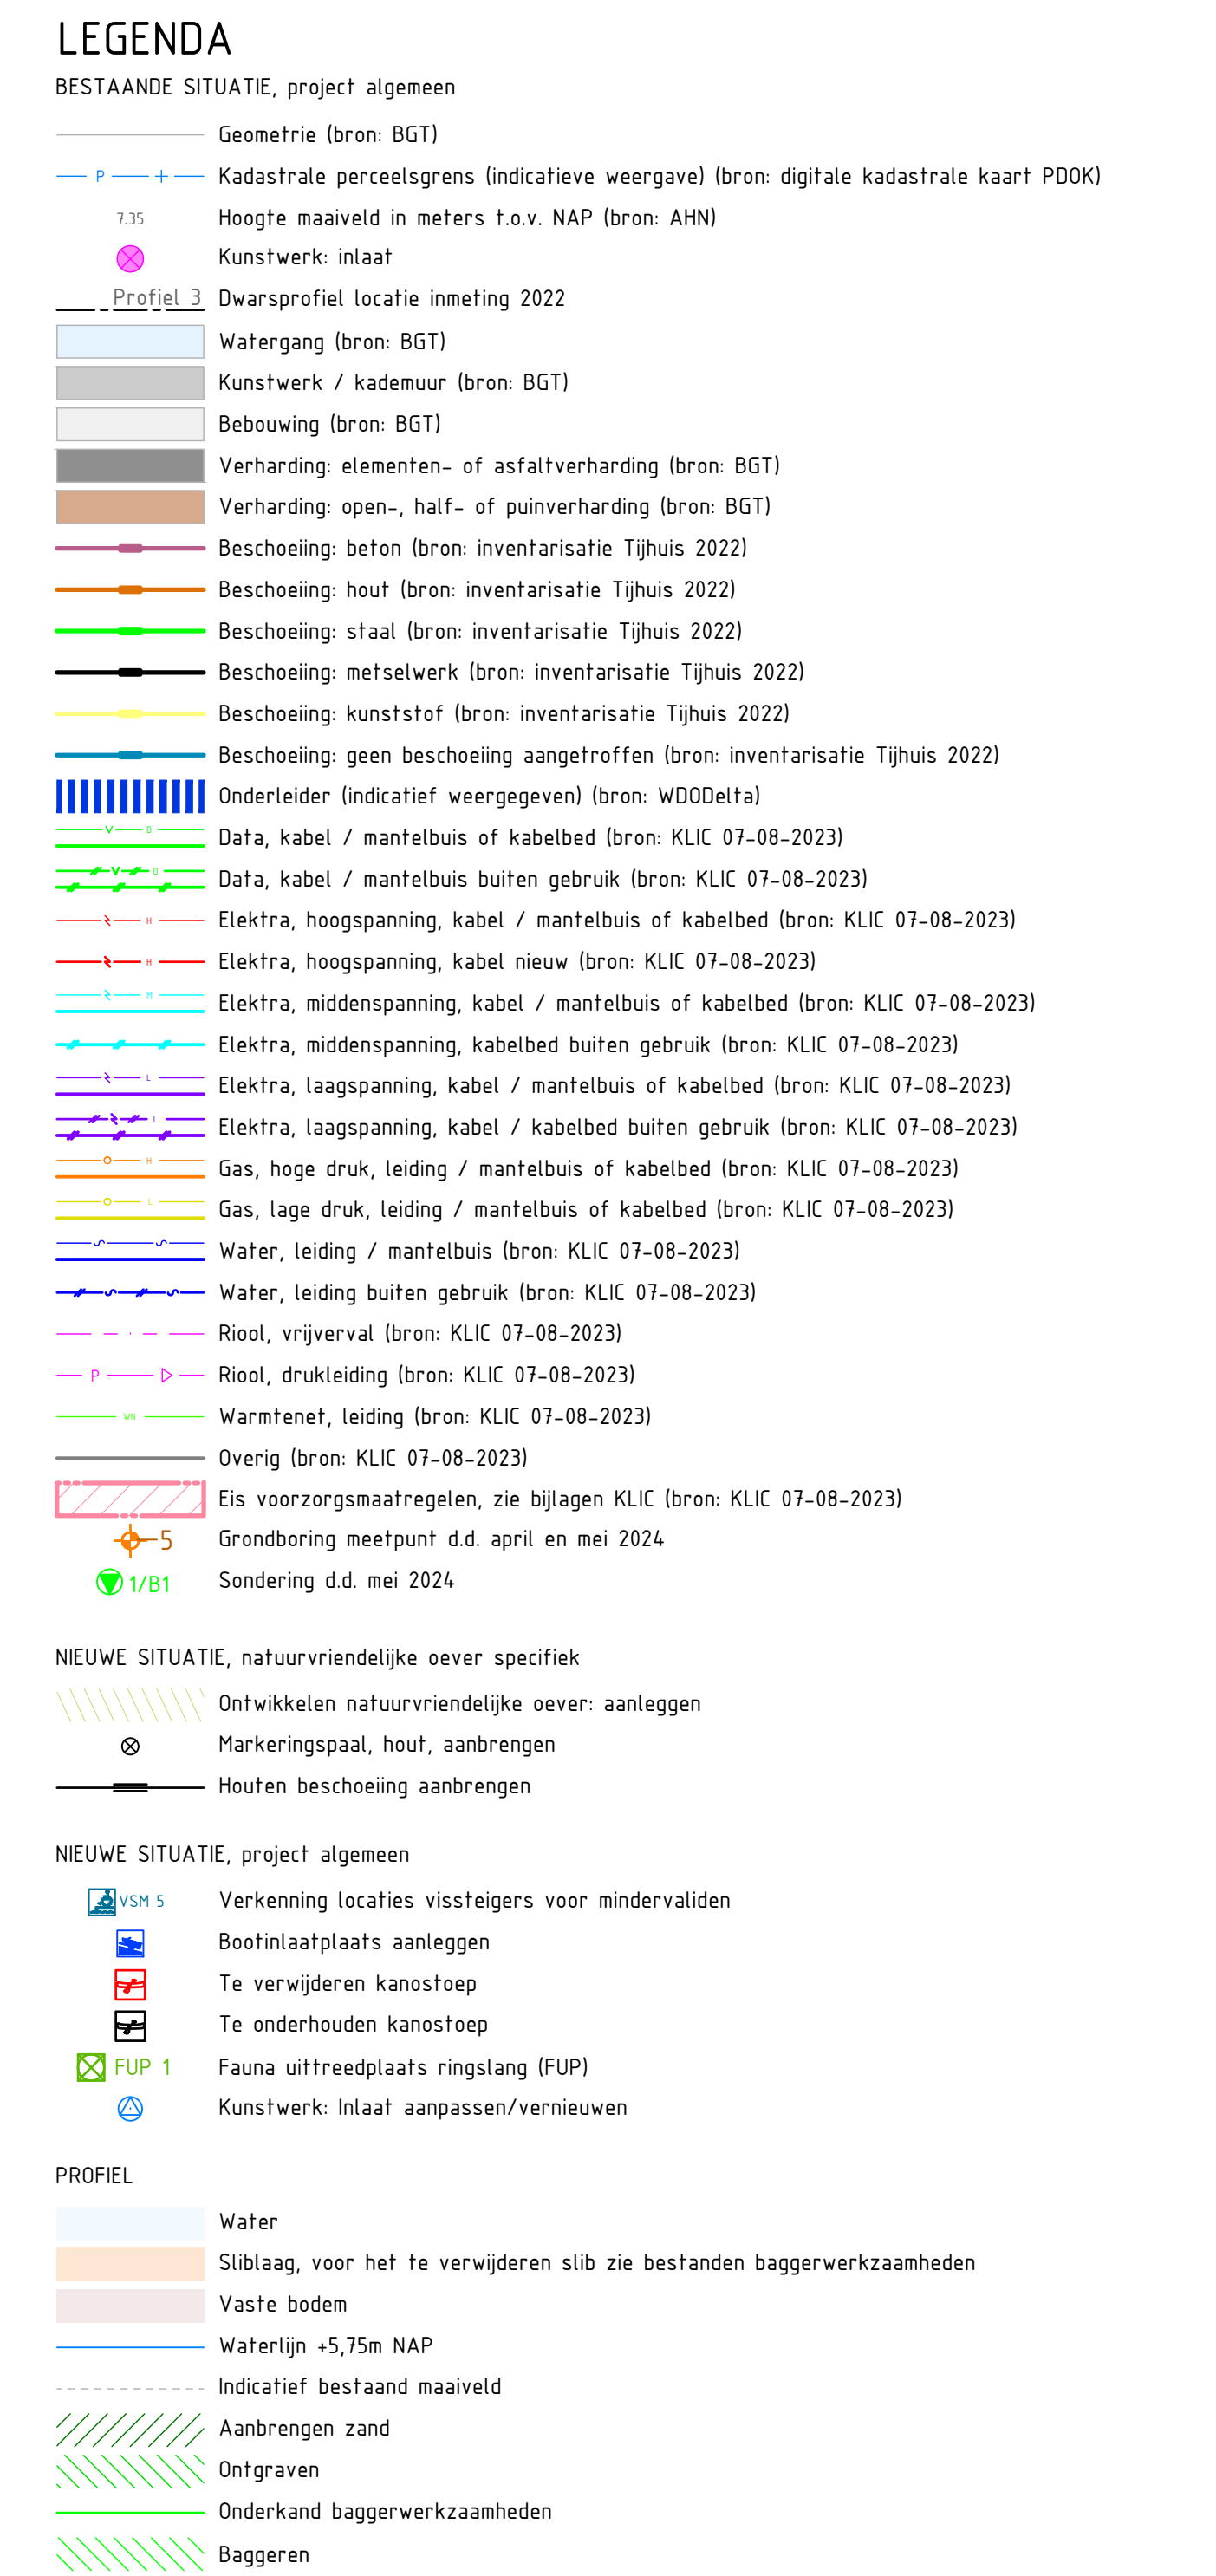 LEGENDA
BESTAANDE SITUATIE, project algemeen
Geometrie (bron: BGT)
P Kadastrale perceelsgrens (indicatieve weergave) (bron: digitale kadastrale kaart PDOK)
7.35 Hoogte maaiveld in meters t.o.v. NAP (bron: AHN)
Kunstwerk: inlaat
Profiel 3 Dwarsprofiel locatie inmeting 2022
Watergang (bron: BGT)
Kunstwerk / kademuur (bron: BGT)
Bebouwing (bron: BGT)
Verharding: elementen- of asfaltverharding (bron: BGT)
Verharding: open-, half- of puinverharding (bron: BGT)
Beschoeiing: beton (bron: inventarisatie Tijhuis 2022)
Beschoeiing: hout (bron: inventarisatie Tijhuis 2022)
Beschoeiing: staal (bron: inventarisatie Tijhuis 2022)
Beschoeiing: metselwerk (bron: inventarisatie Tijhuis 2022)
Beschoeiing: kunststof (bron: inventarisatie Tijhuis 2022)
Beschoeiing: geen beschoeiing aangetroffen (bron: inventarisatie Tijhuis 2022)
Onderleider (indicatief weergegeven) (bron: WDODelta)
D Data, kabel / mantelbuis of kabelbed (bron: KLIC 07-08-2023)
D Data, kabel / mantelbuis buiten gebruik (bron: KLIC 07-08-2023)
H Elektra, hoogspanning, kabel / mantelbuis of kabelbed (bron: KLIC 07-08-2023)
H Elektra, hoogspanning, kabel nieuw (bron: KLIC 07-08-2023)
M Elektra, middenspanning, kabel / mantelbuis of kabelbed (bron: KLIC 07-08-2023)
Elektra, middenspanning, kabelbed buiten gebruik (bron: KLIC 07-08-2023)
L Elektra, laagspanning, kabel / mantelbuis of kabelbed (bron: KLIC 07-08-2023)
L Elektra, laagspanning, kabel / kabelbed buiten gebruik (bron: KLIC 07-08-2023)
H Gas, hoge druk, leiding / mantelbuis of kabelbed (bron: KLIC 07-08-2023)
L Gas, lage druk, leiding / mantelbuis of kabelbed (bron: KLIC 07-08-2023)
Water, leiding / mantelbuis (bron: KLIC 07-08-2023)
Water, leiding buiten gebruik (bron: KLIC 07-08-2023)
Riool, vrijverval (bron: KLIC 07-08-2023)
P Riool, drukleiding (bron: KLIC 07-08-2023)
WN Warmtenet, leiding (bron: KLIC 07-08-2023)
Overig (bron: KLIC 07-08-2023)
Eis voorzorgsmaatregelen, zie bijlagen KLIC (bron: KLIC 07-08-2023)
5 Grondboring meetpunt d.d. april en mei 2024
1/B1 Sondering d.d. mei 2024
NIEUWE SITUATIE, natuurvriendelijke oever specifiek
Ontwikkelen natuurvriendelijke oever: aanleggen
Markeringspaal, hout, aanbrengen
Houten beschoeiing aanbrengen
NIEUWE SITUATIE, project algemeen
VSM 5 Verkenning locaties vissteigers voor mindervaliden
Bootinlaatplaats aanleggen
Te verwijderen kanostoep
Te onderhouden kanostoep
FUP 1 Fauna uittreedplaats ringslang (FUP)
Kunstwerk: Inlaat aanpassen/vernieuwen
PROFIEL
Water
Sliblaag, voor het te verwijderen slib zie bestanden baggerwerkzaamheden
Vaste bodem
Waterlijn +5,75m NAP
Indicatief bestaand maaiveld
Aanbrengen zand
Ontgraven
Onderkand baggerwerkzaamheden
Baggeren